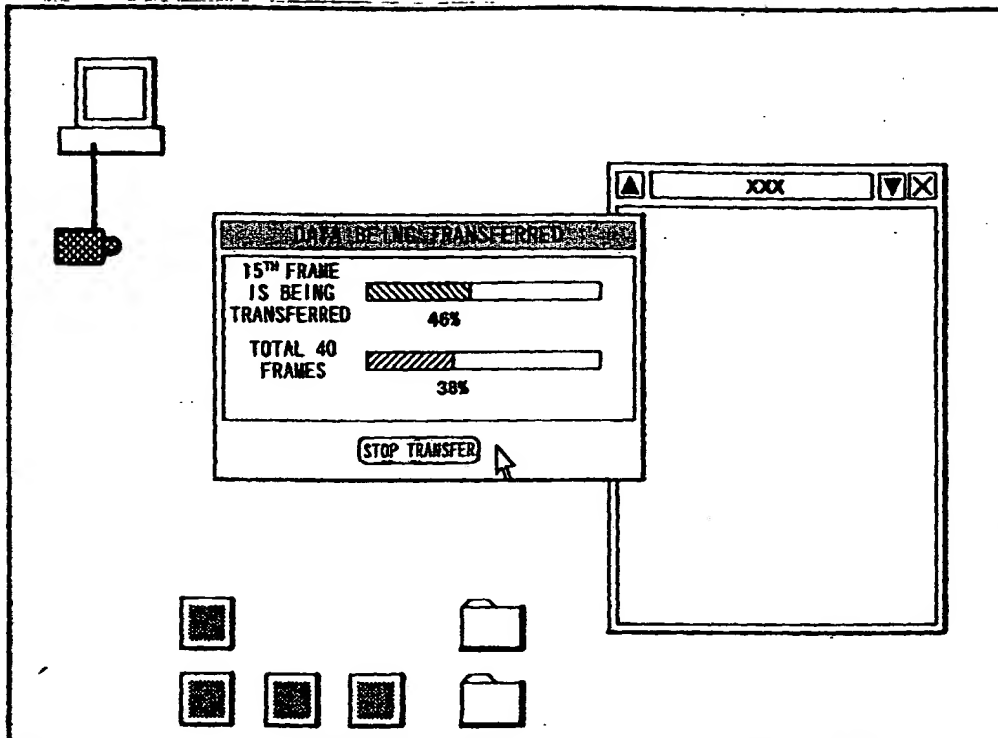 XXX
DATA BEING TRANSFERRED
15TH FRAME
IS BEING
TRANSFERRED
46%
TOTAL 40
FRAMES
38%
STOP TRANSFER